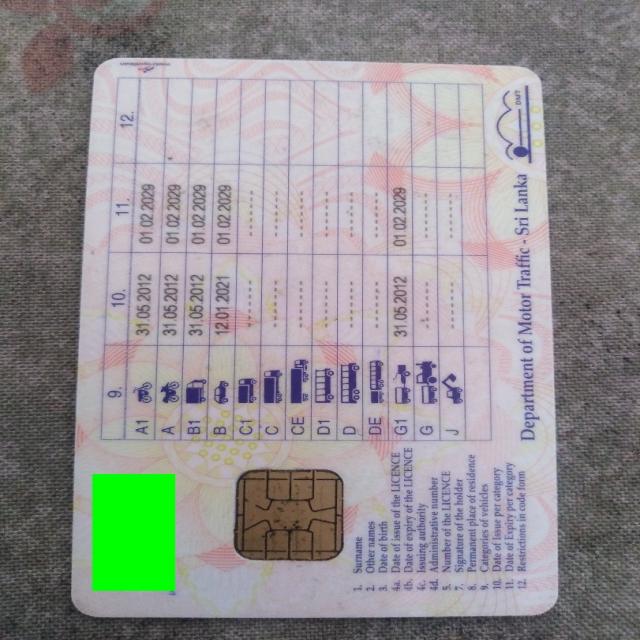 9. 10. 11. 12.
A1 31.05.2012 01.02.2029
A 31.05.2012 01.02.2029
B1 31.05.2012 01.02.2029
B 12.01.2021 01.02.2029
C1 --.--.---- --.--.----
C --.--.---- --.--.----
CE --.--.---- --.--.----
D1 --.--.---- --.--.----
D --.--.---- --.--.----
DE --.--.---- --.--.----
G1 31.05.2012 01.02.2029
G --.--.---- --.--.----
J --.--.---- --.--.----
1. Surname
2. Other names
3. Date of birth
4a. Date of issue of the LICENCE
4b. Date of expiry of the LICENCE
4c. Issuing authority
4d. Administrative number
5. Number of the LICENCE
7. Signature of the holder
8. Permanent place of residence
9. Categories of vehicles
10. Date of Issue per category
11. Date of Expiry per category
12. Restrictions in code form
Department of Motor Traffic - Sri Lanka
DMT